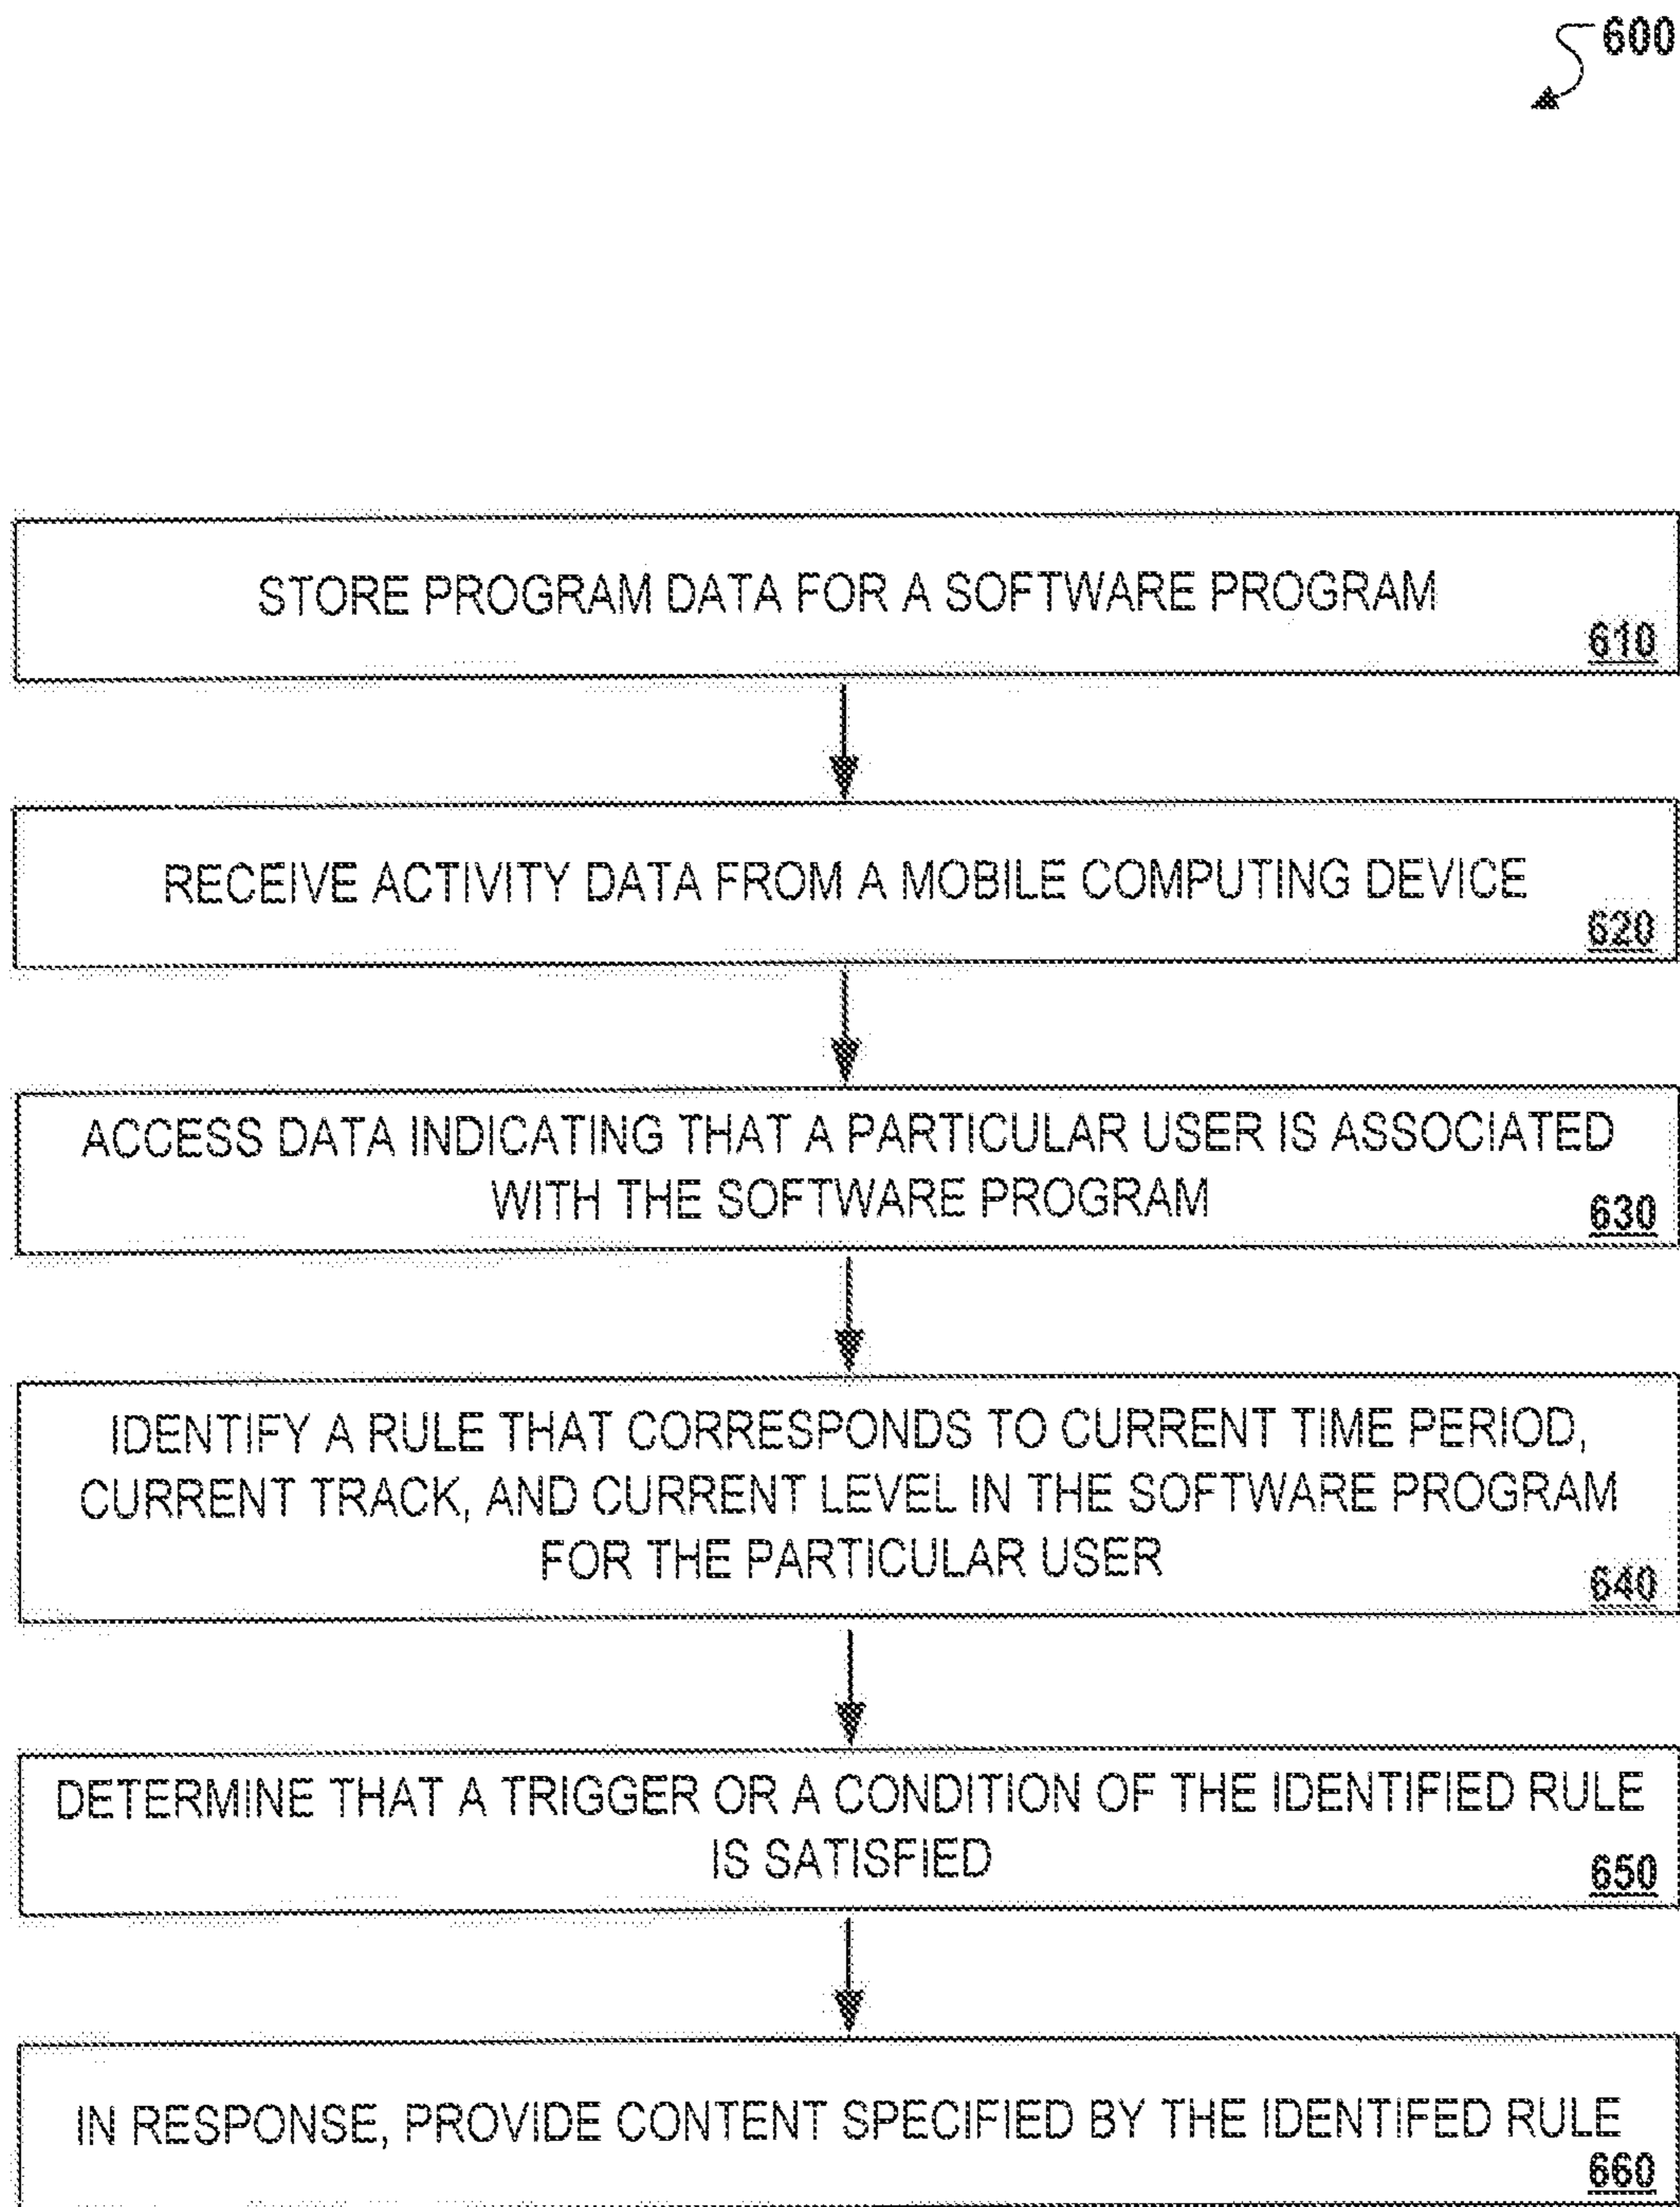 600
STORE PROGRAM DATA FOR A SOFTWARE PROGRAM
610
RECEIVE ACTIVITY DATA FROM A MOBILE COMPUTING DEVICE
620
ACCESS DATA INDICATING THAT A PARTICULAR USER IS ASSOCIATED
WITH THE SOFTWARE PROGRAM
630
IDENTIFY A RULE THAT CORRESPONDS TO CURRENT TIME PERIOD,
CURRENT TRACK, AND CURRENT LEVEL IN THE SOFTWARE PROGRAM
FOR THE PARTICULAR USER
640
DETERMINE THAT A TRIGGER OR A CONDITION OF THE IDENTIFIED RULE
IS SATISFIED
650
IN RESPONSE, PROVIDE CONTENT SPECIFIED BY THE IDENTIFED RULE
660